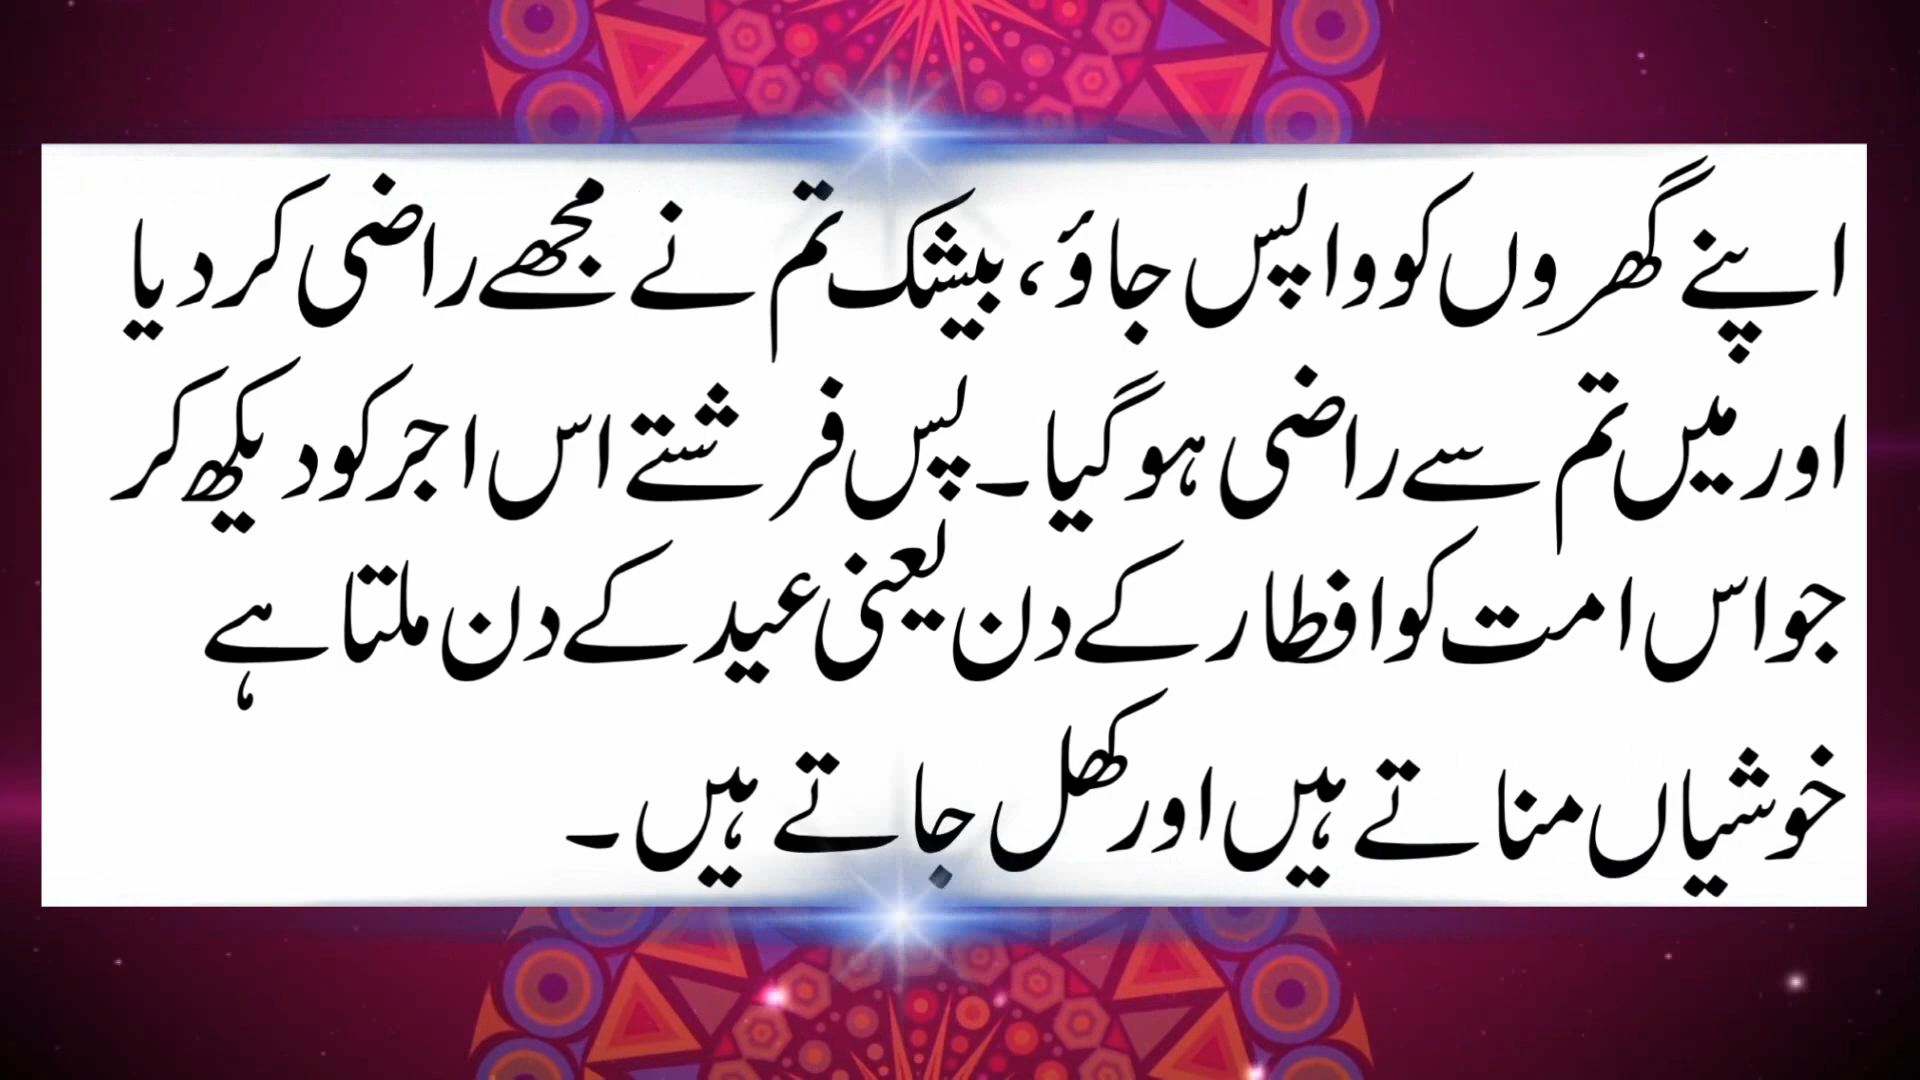 اپنے گھروں کو واپس جاؤ، بیشک تم نے مجھے راضی کر دیا
اور میں تم سے راضی ہو گیا۔ پس فرشتے اس اجر کو دیکھ کر
جو اس امت کو افطار کے دن یعنی عید کے دن ملتا ہے
خوشیاں مناتے ہیں اور کھل جاتے ہیں۔